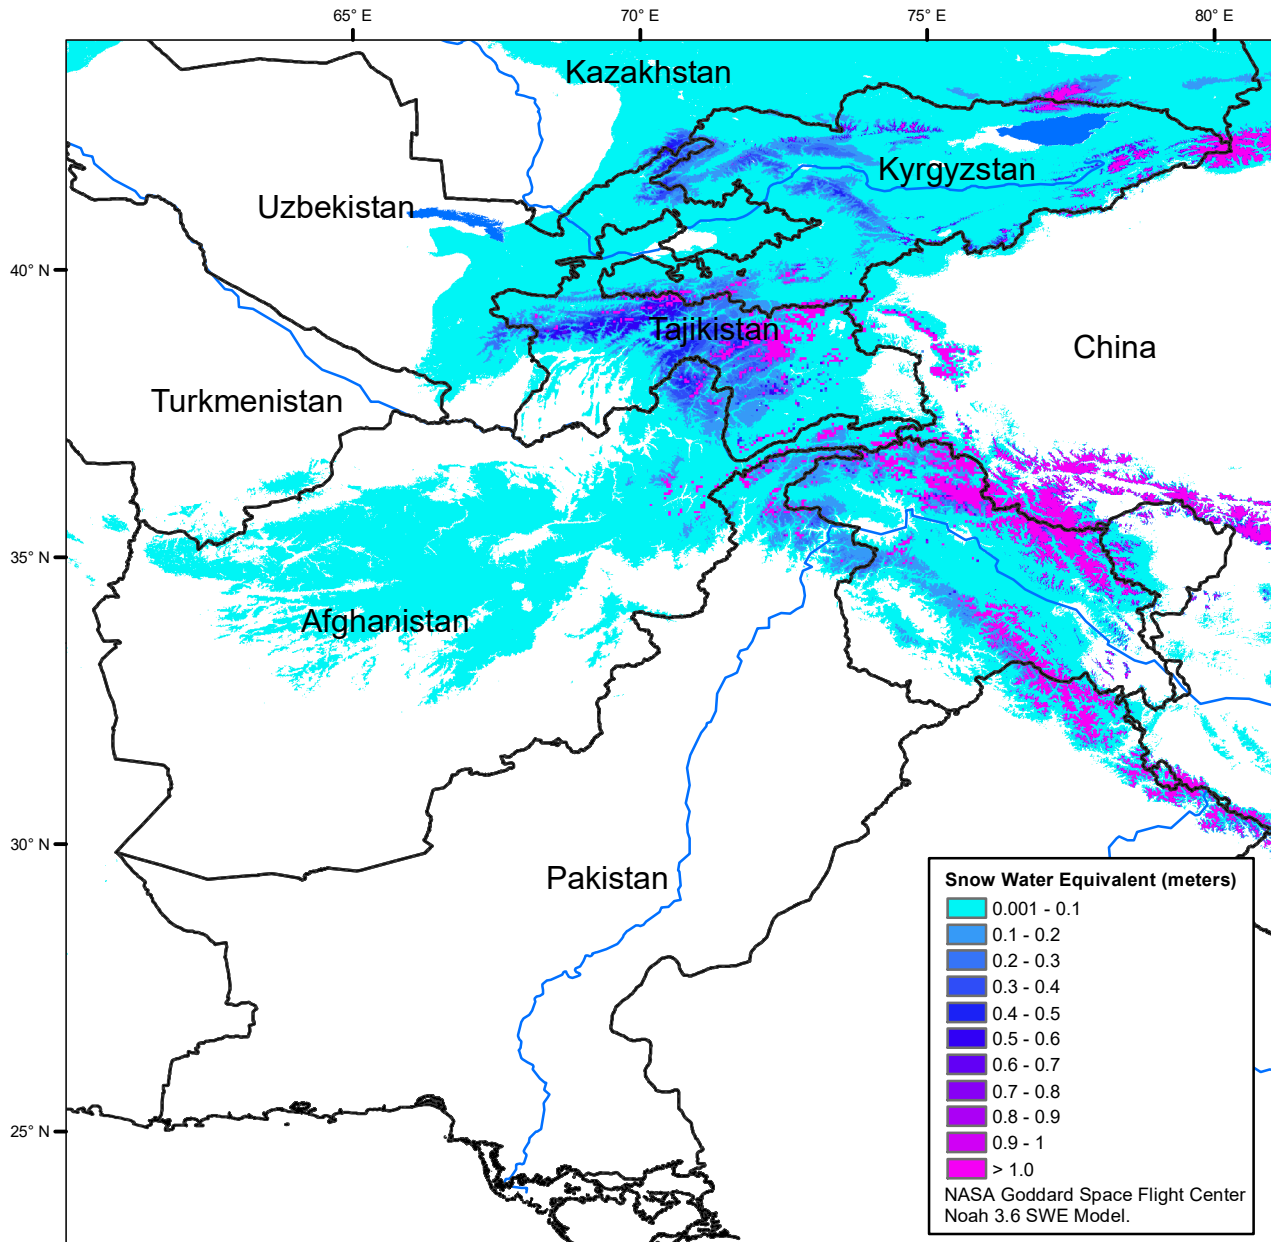 65° E
70° E
75° E
80° E
Kazakhstan
Kyrgyzstan
Uzbekistan
40° N
Tajikistan
China
Turkmenistan
35° N
Afghanistan
30° N
Pakistan
25° N
Snow Water Equivalent (meters)
0.001 - 0.1
0.1 - 0.2
0.2 - 0.3
0.3 - 0.4
0.4 - 0.5
0.5 - 0.6
0.6 - 0.7
0.7 - 0.8
0.8 - 0.9
0.9 - 1
> 1.0
NASA Goddard Space Flight Center
Noah 3.6 SWE Model.